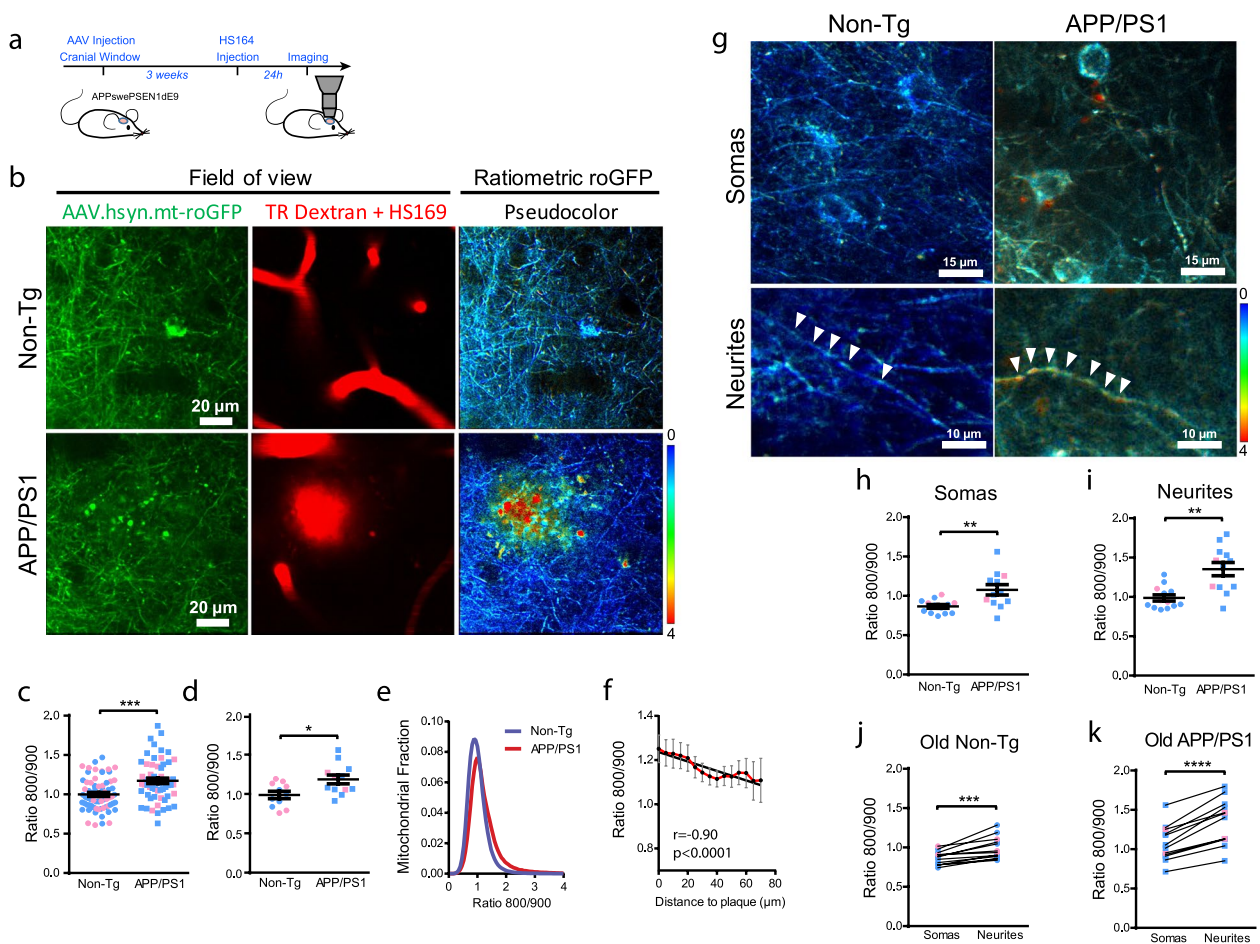 a
AAV Injection
Cranial Window
HS164
Injection
Imaging
3 weeks
24h
APPswePSEN1dE9
b
Field of view
Ratiometric roGFP
AAV.hsyn.mt-roGFP
TR Dextran + HS169
Pseudocolor
Non-Tg
20 µm
APP/PS1
20 µm
0
4
c
***
Ratio 800/900
2.0
1.5
1.0
0.5
0.0
Non-Tg
APP/PS1
d
*
Ratio 800/900
2.0
1.5
1.0
0.5
0.0
Non-Tg
APP/PS1
e
Non-Tg
APP/PS1
Mitochondrial Fraction
0.10
0.08
0.06
0.04
0.02
0.00
0 1 2 3 4
Ratio 800/900
f
Ratio 800/900
1.4
1.2
1.0
0.8
r=-0.90
p<0.0001
0 20 40 60 80
Distance to plaque (µm)
g
Non-Tg
APP/PS1
Somas
15 µm
15 µm
Neurites
10 µm
10 µm
0
4
h
Somas
**
Ratio 800/900
2.0
1.5
1.0
0.5
0.0
Non-Tg
APP/PS1
i
Neurites
**
Ratio 800/900
2.0
1.5
1.0
0.5
0.0
Non-Tg
APP/PS1
j
Old Non-Tg
***
Ratio 800/900
2.0
1.5
1.0
0.5
0.0
Somas
Neurites
k
Old APP/PS1
****
Ratio 800/900
2.0
1.5
1.0
0.5
0.0
Somas
Neurites